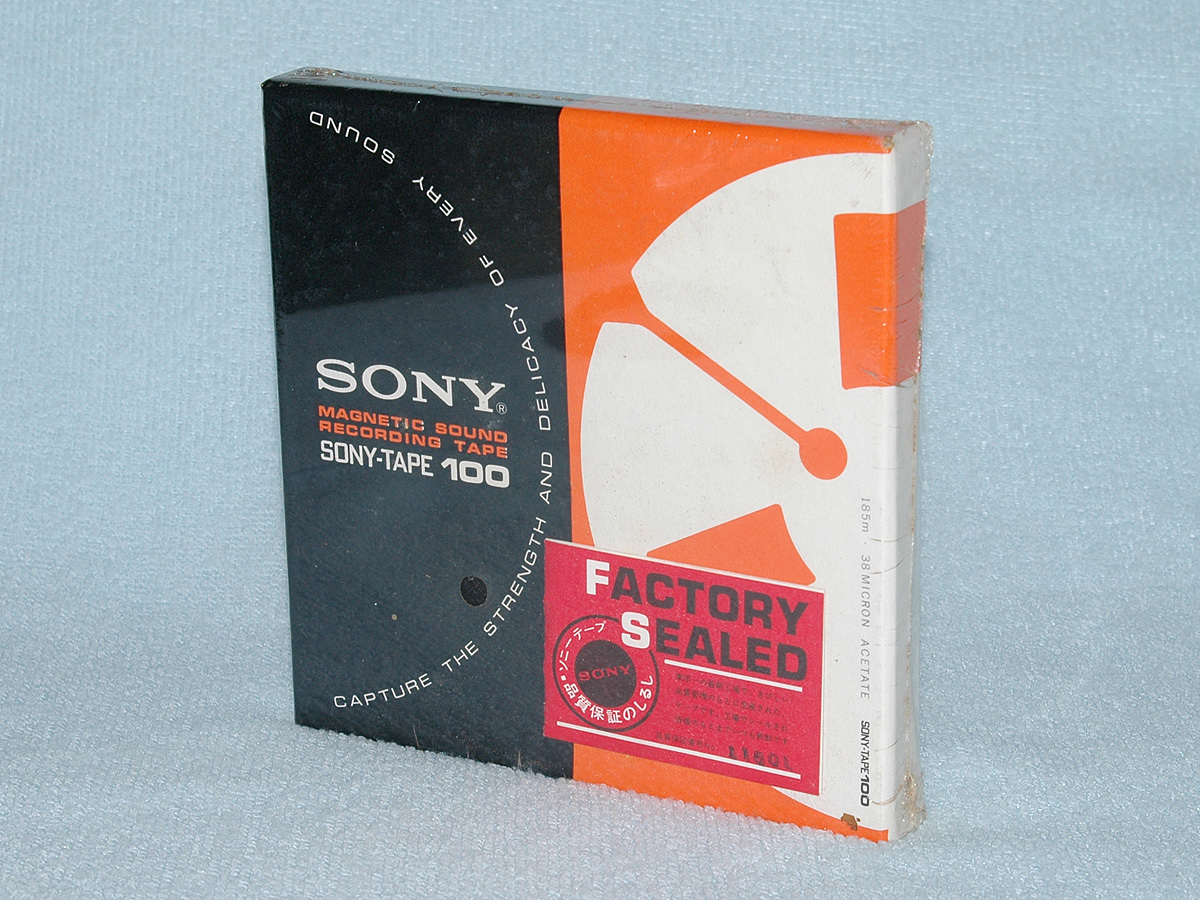 CAPTURE THE STRENGTH AND DELICACY OF EVERY SOUND
SONY®
MAGNETIC SOUND
RECORDING TAPE
SONY-TAPE 100
FACTORY
SEALED
ソニーテープ
SONY
品質保証のしるし
185m 38 MICRON ACETATE SONY-TAPE 100